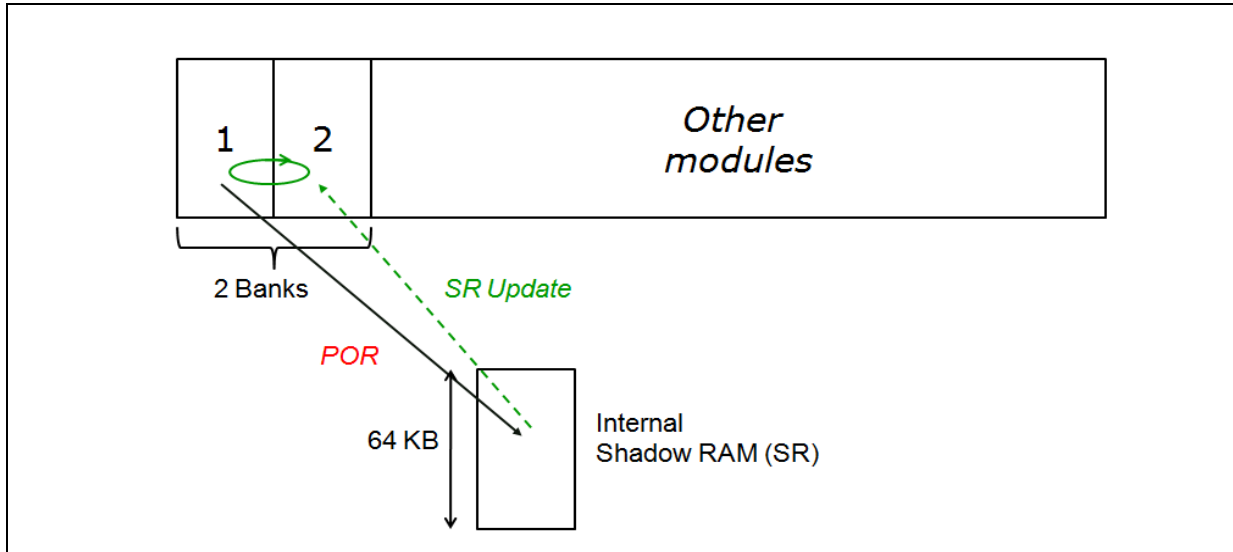 1
2
Other
modules
2 Banks
SR Update
POR
64 KB
Internal
Shadow RAM (SR)